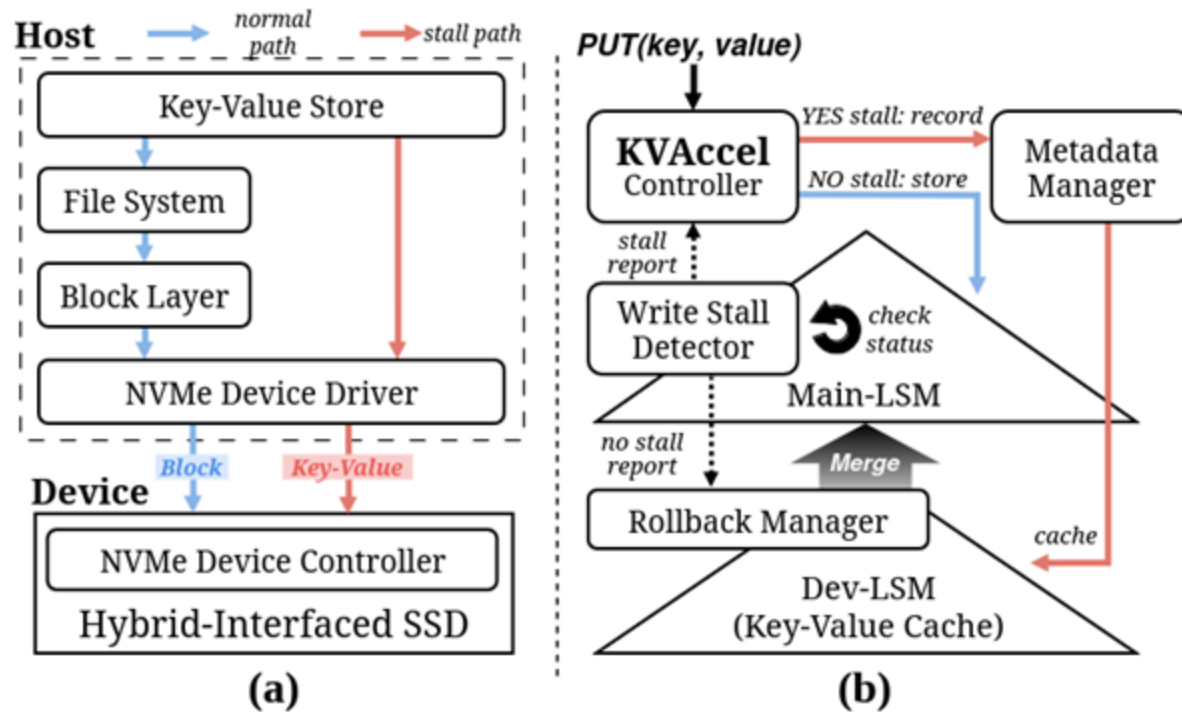 Host
normal
path
stall path
Key-Value Store
File System
Block Layer
NVMe Device Driver
Block
Key-Value
Device
NVMe Device Controller
Hybrid-Interfaced SSD
(a)
PUT(key, value)
KVAccel
Controller
YES stall: record
NO stall: store
Metadata
Manager
stall
report
Write Stall
Detector
check
status
Main-LSM
no stall
report
Merge
Rollback Manager
cache
Dev-LSM
(Key-Value Cache)
(b)